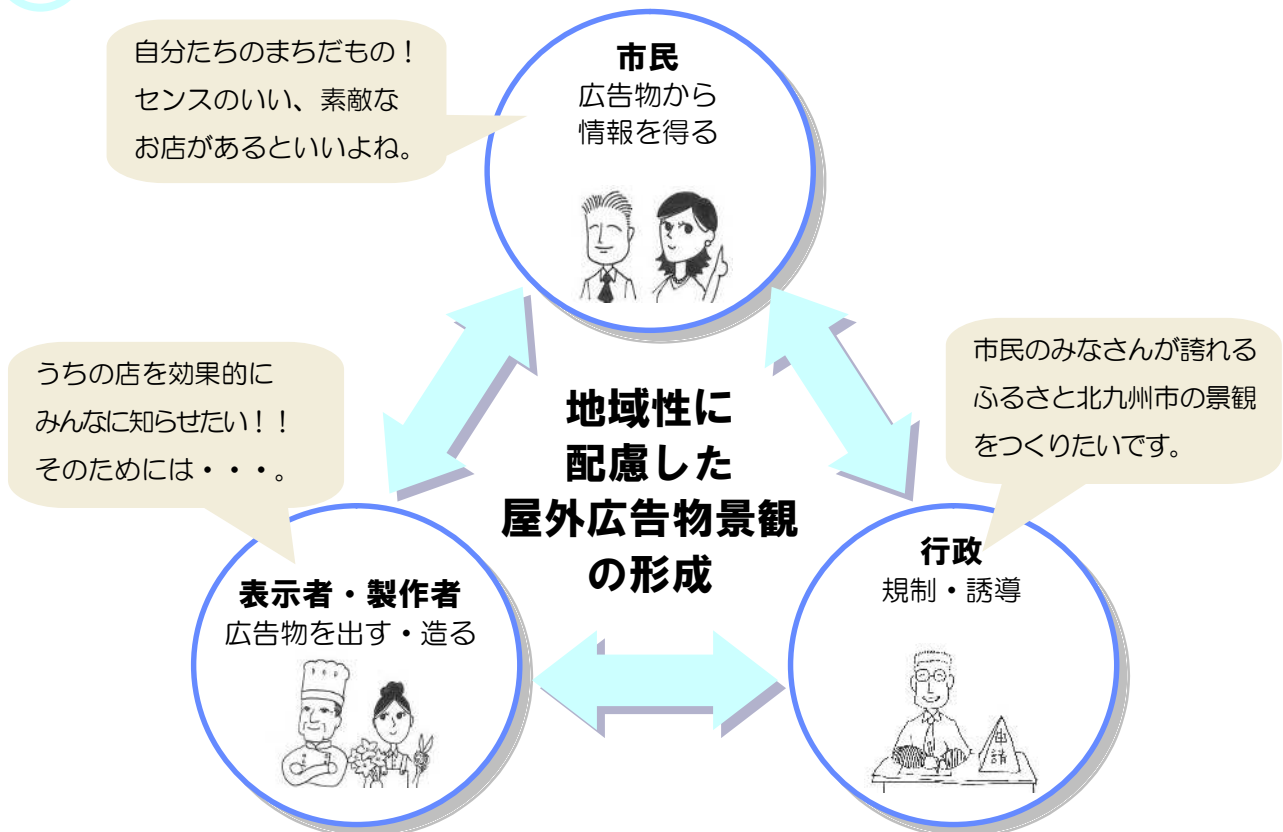 自分たちのまちだもの！
センスのいい、素敵な
お店があるといいよね。
市民
広告物から
情報を得る
うちの店を効果的に
みんなに知らせたい！！
そのためには・・・。
地域性に
配慮した
屋外広告物景観
の形成
市民のみなさんが誇れる
ふるさと北九州市の景観
をつくりたいです。
表示者・製作者
広告物を出す・造る
行政
規制・誘導
申
請